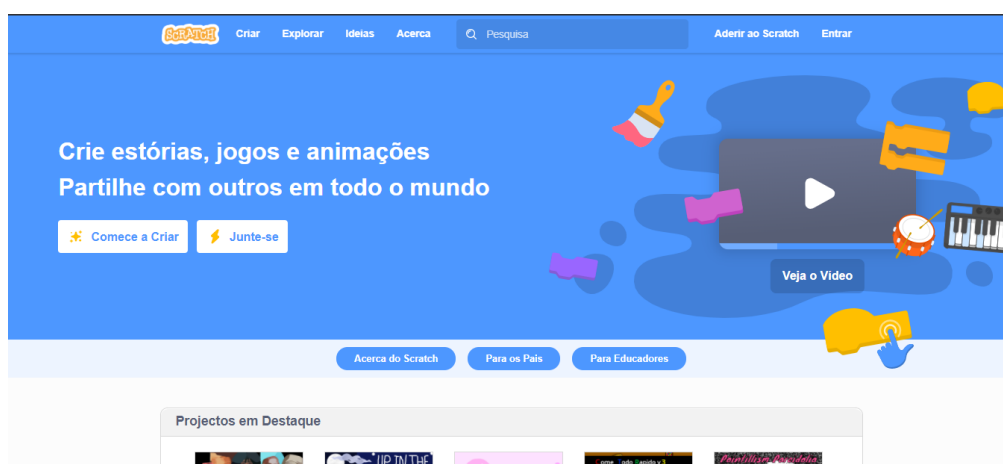 SCRATCH Criar Explorar Ideias Acerca Pesquisa Aderir ao Scratch Entrar
Crie estórias, jogos e animações
Partilhe com outros em todo o mundo
Comece a Criar Junte-se
Veja o Video
Acerca do Scratch Para os Pais Para Educadores
Projectos em Destaque
UP IN THE